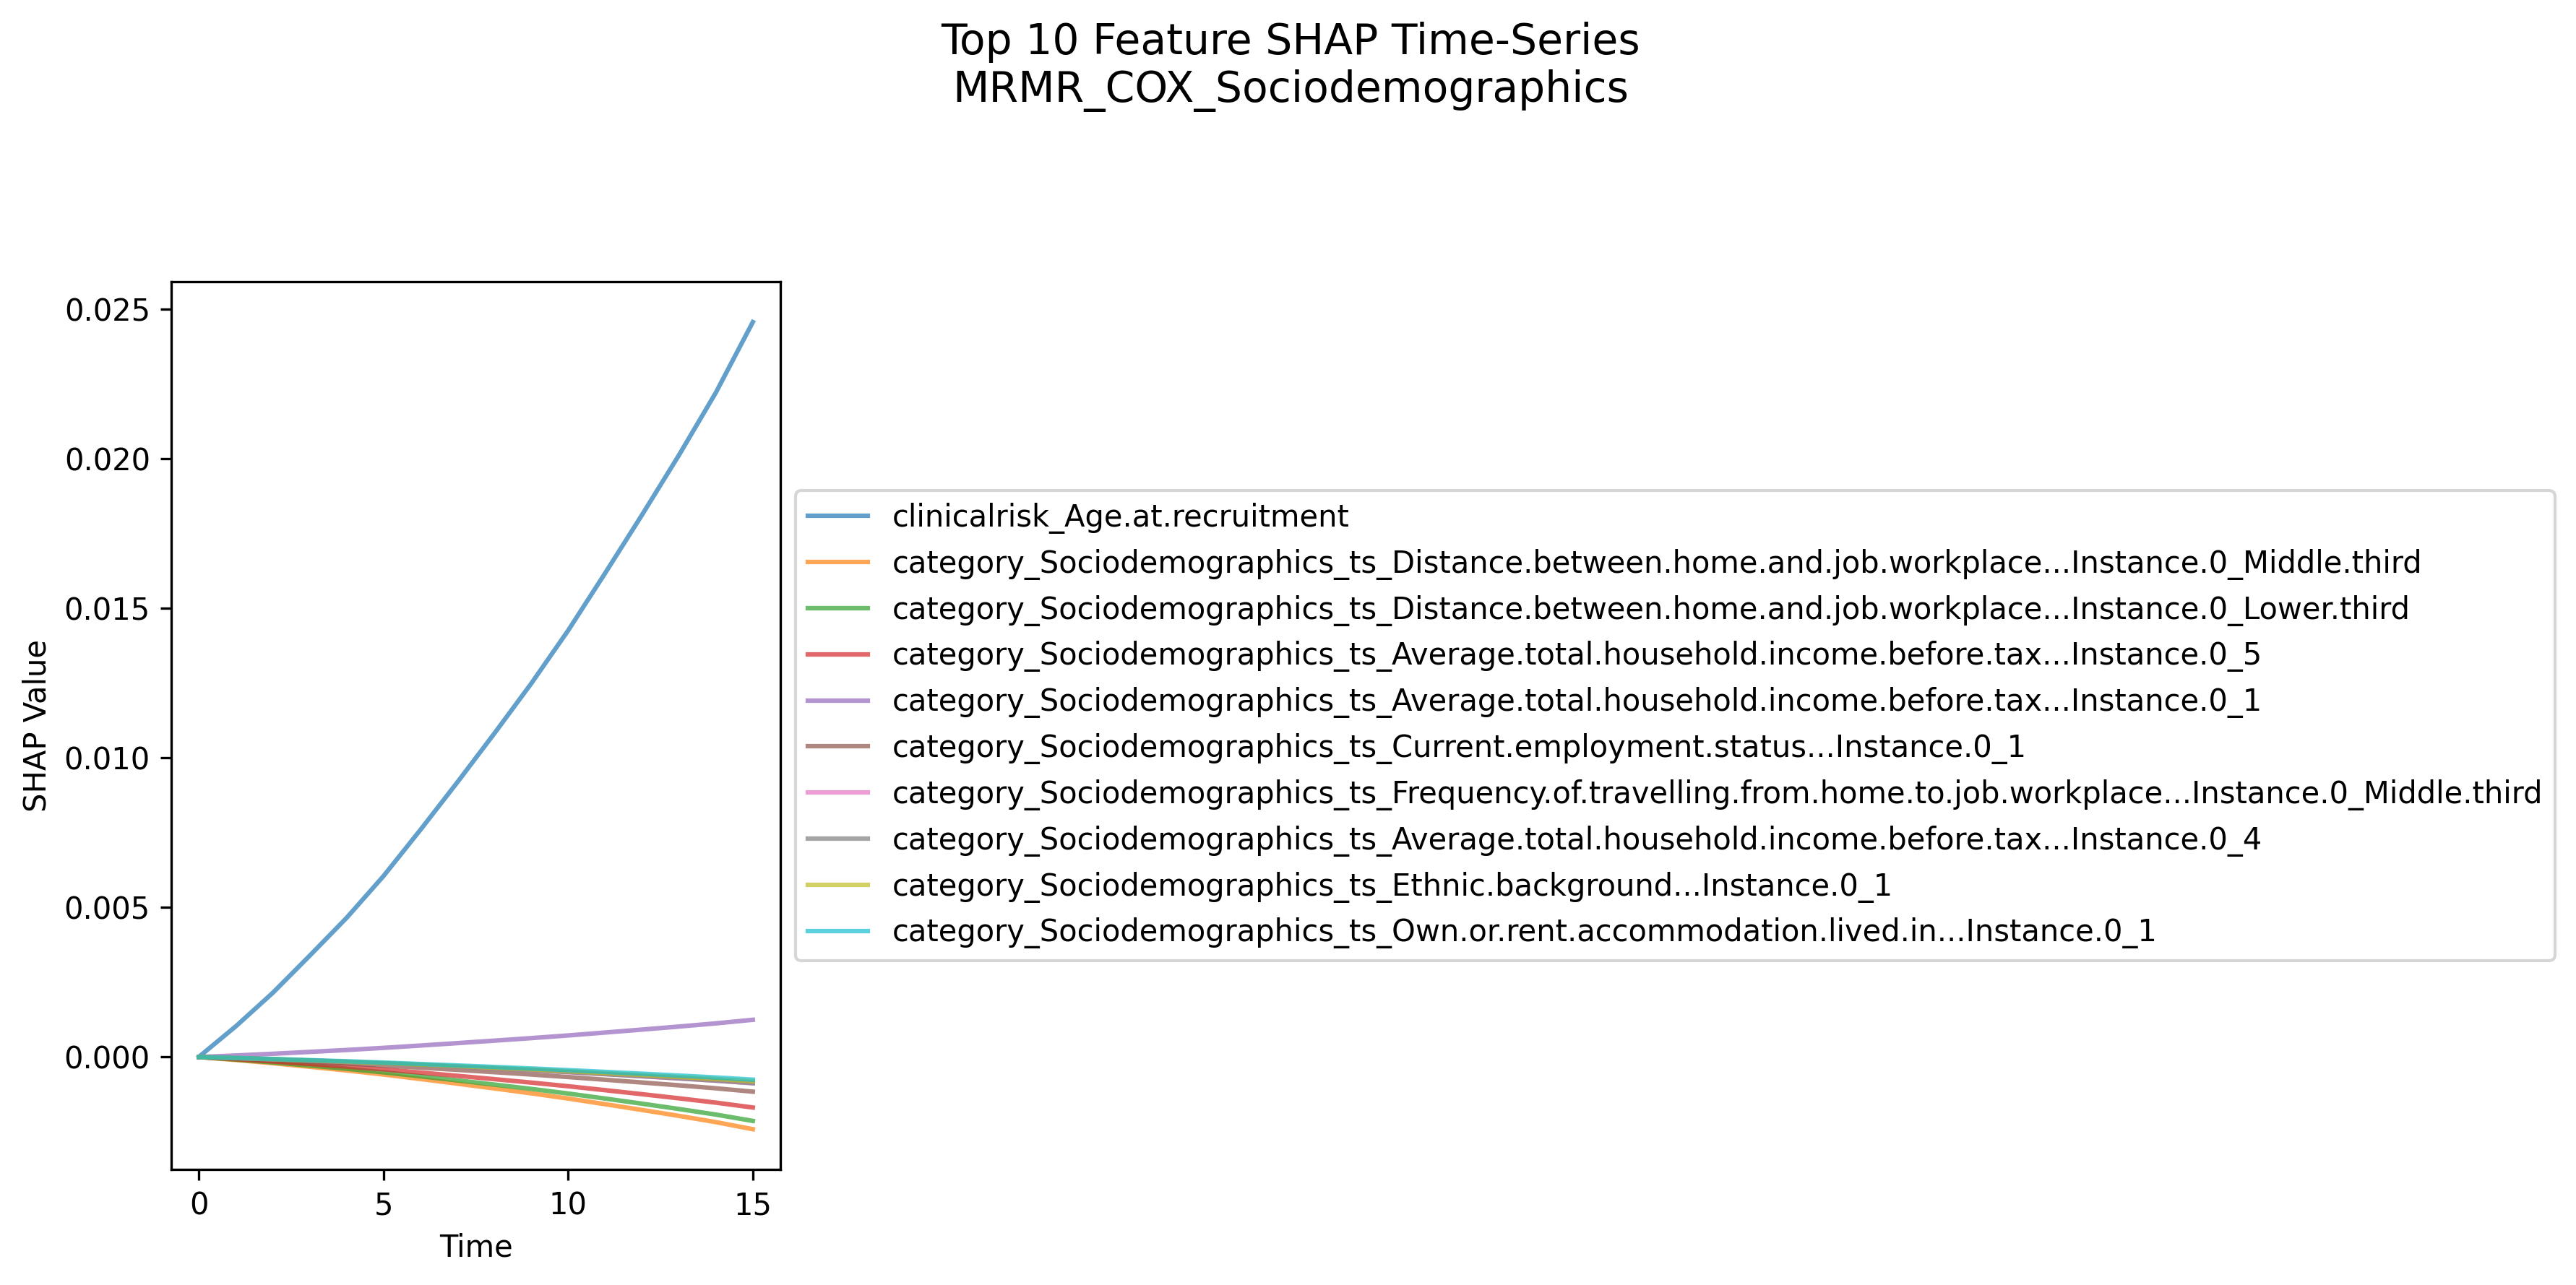 Top 10 Feature SHAP Time-Series
MRMR_COX_Sociodemographics
0.025
0.020
0.015
0.010
0.005
0.000
SHAP Value
0
5
10
15
Time
clinicalrisk_Age.at.recruitment
category_Sociodemographics_ts_Distance.between.home.and.job.workplace...Instance.0_Middle.third
category_Sociodemographics_ts_Distance.between.home.and.job.workplace...Instance.0_Lower.third
category_Sociodemographics_ts_Average.total.household.income.before.tax...Instance.0_5
category_Sociodemographics_ts_Average.total.household.income.before.tax...Instance.0_1
category_Sociodemographics_ts_Current.employment.status...Instance.0_1
category_Sociodemographics_ts_Frequency.of.travelling.from.home.to.job.workplace...Instance.0_Middle.third
category_Sociodemographics_ts_Average.total.household.income.before.tax...Instance.0_4
category_Sociodemographics_ts_Ethnic.background...Instance.0_1
category_Sociodemographics_ts_Own.or.rent.accommodation.lived.in...Instance.0_1